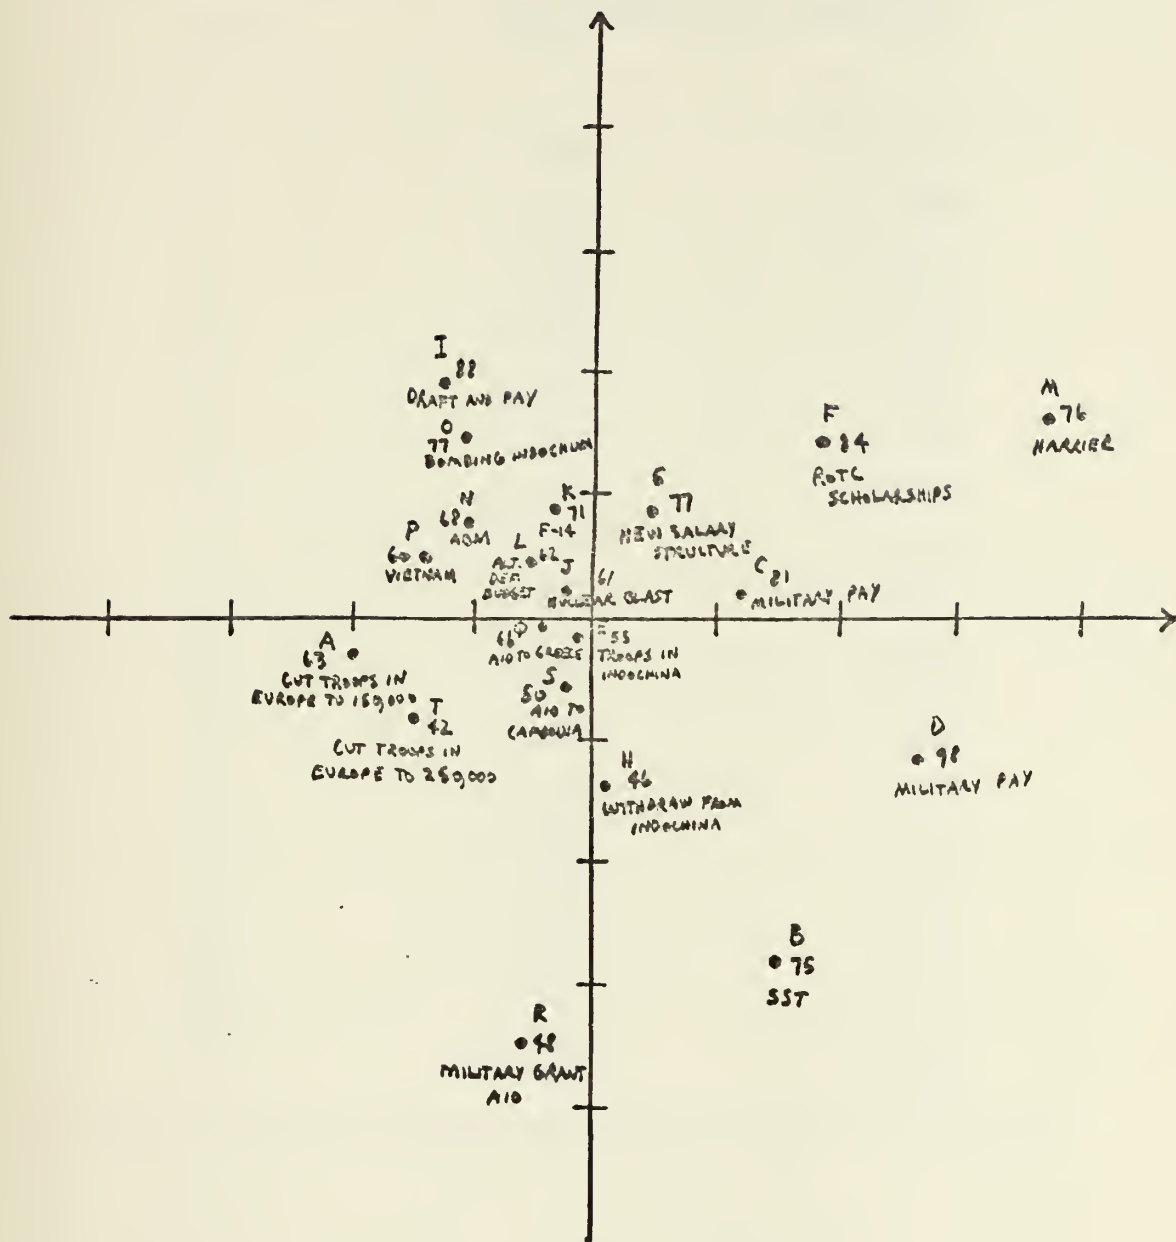 I
88
DRAFT AND PAY
O
77
BOMBING INDOCHINA
M
76
HARRIER
F
84
ROTC
SCHOLARSHIPS
K
71
F-14
G
77
NEW SALARY
STRUCTURE
N
68
ABM
P
60
VIETNAM
L
62
ALT.
DEF.
BUDGET
J
61
NUCLEAR BLAST
C
81
MILITARY PAY
A
63
CUT TROOPS IN
EUROPE TO 150,000
66
AID TO GREECE
E
55
TROOPS IN
INDOCHINA
S
50
AID TO
CAMBODIA
T
42
CUT TROOPS IN
EUROPE TO 250,000
D
98
MILITARY PAY
H
46
WITHDRAW FROM
INDOCHINA
B
75
SST
R
48
MILITARY GRANT
AID